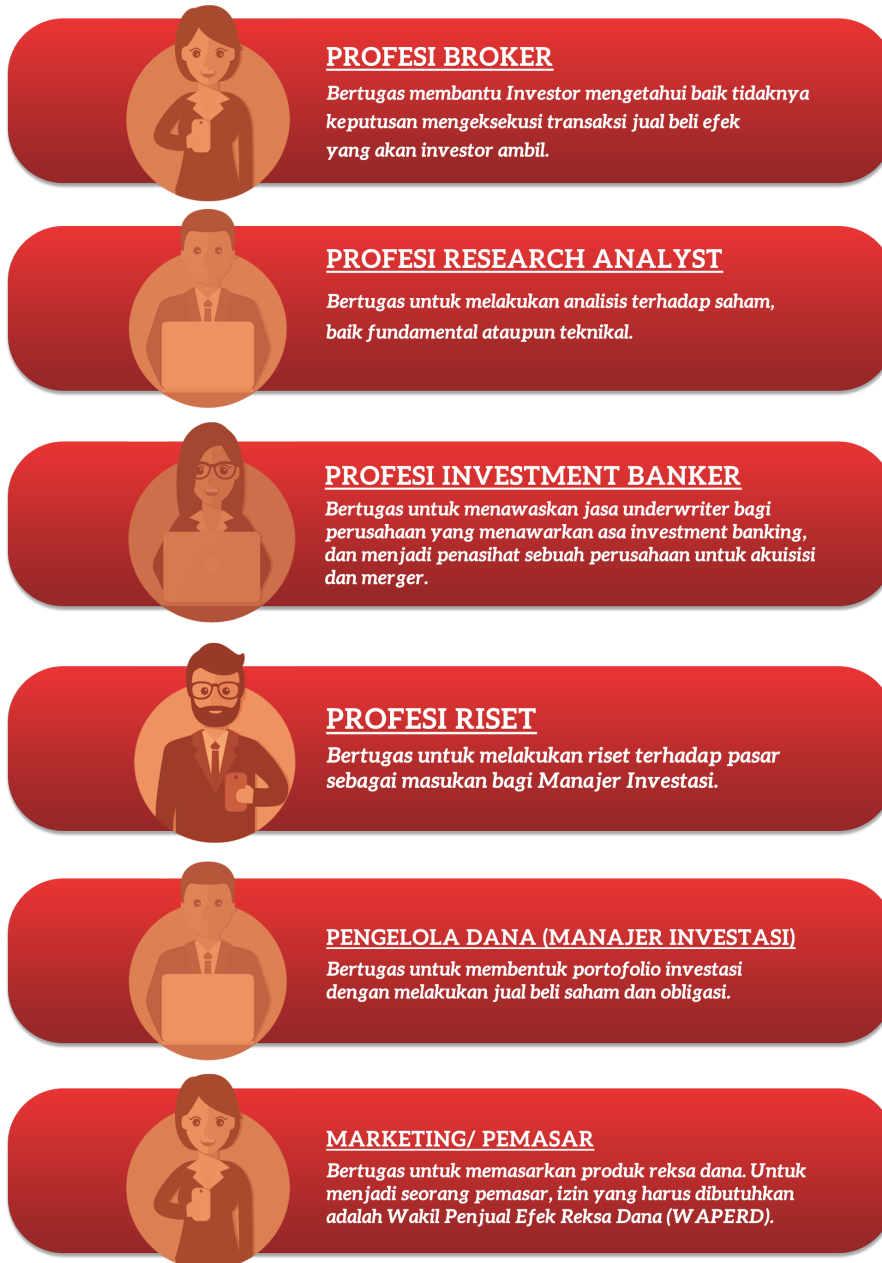 PROFESI BROKER
Bertugas membantu Investor mengetahui baik tidaknya
keputusan mengeksekusi transaksi jual beli efek
yang akan investor ambil.
PROFESI RESEARCH ANALYST
Bertugas untuk melakukan analisis terhadap saham,
baik fundamental ataupun teknikal.
PROFESI INVESTMENT BANKER
Bertugas untuk menawaskan jasa underwriter bagi
perusahaan yang menawarkan asa investment banking,
dan menjadi penasihat sebuah perusahaan untuk akuisisi
dan merger.
PROFESI RISET
Bertugas untuk melakukan riset terhadap pasar
sebagai masukan bagi Manajer Investasi.
PENGELOLA DANA (MANAJER INVESTASI)
Bertugas untuk membentuk portofolio investasi
dengan melakukan jual beli saham dan obligasi.
MARKETING/ PEMASAR
Bertugas untuk memasarkan produk reksa dana. Untuk
menjadi seorang pemasar, izin yang harus dibutuhkan
adalah Wakil Penjual Efek Reksa Dana (WAPERD).